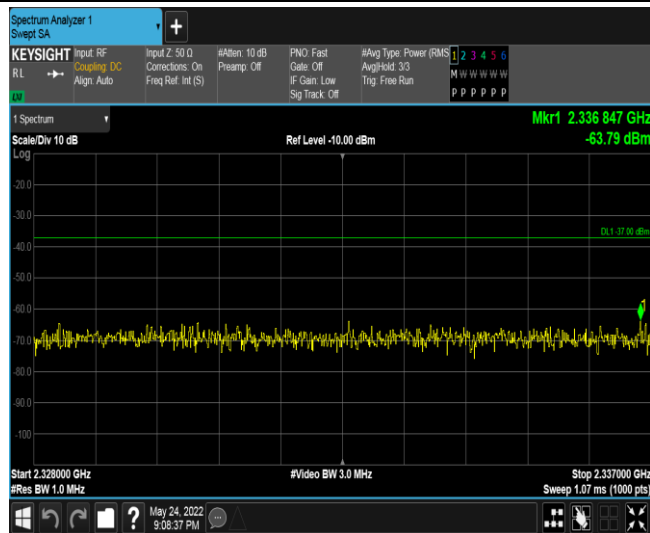 Spectrum Analyzer 1
Swept SA
KEYSIGHT
RL
Input: RF
Coupling: DC
Align: Auto
Input Z: 50 Ω
Corrections: On
Freq Ref: Int (S)
#Atten: 10 dB
Preamp: Off
PNO: Fast
Gate: Off
IF Gain: Low
Sig Track: Off
#Avg Type: Power (RMS
Avg|Hold: 3/3
Trig: Free Run
1 2 3 4 5 6
M W W W W W
P P P P P P
1 Spectrum
Scale/Div 10 dB
Ref Level -10.00 dBm
Mkr1 2.336 847 GHz
-63.79 dBm
Log
-20.0
-30.0
DL1 -37.00 dBm
-40.0
-50.0
-60.0
-70.0
-80.0
-90.0
-100
Start 2.328000 GHz
#Video BW 3.0 MHz
Stop 2.337000 GHz
#Res BW 1.0 MHz
Sweep 1.07 ms (1000 pts)
May 24, 2022
9:08:37 PM